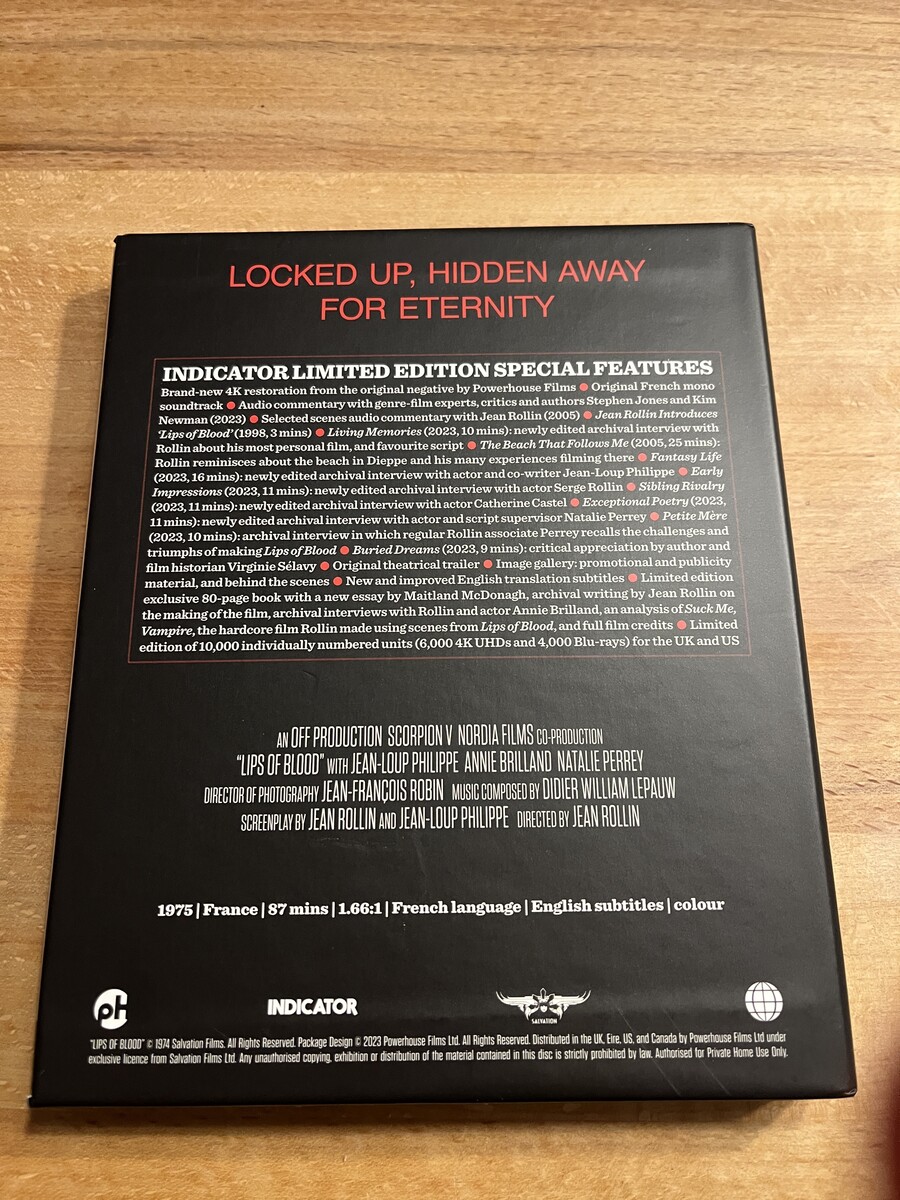 LOCKED UP, HIDDEN AWAY
FOR ETERNITY
INDICATOR LIMITED EDITION SPECIAL FEATURES
Brand-new 4K restoration from the original negative by Powerhouse Films ● Original French mono
soundtrack ● Audio commentary with genre-film experts, critics and authors Stephen Jones and Kim
Newman (2023) ● Selected scenes audio commentary with Jean Rollin (2005) ● Jean Rollin Introduces
'Lips of Blood' (1998, 3 mins) ● Living Memories (2023, 10 mins): newly edited archival interview with
Rollin about his most personal film, and favourite script ● The Beach That Follows Me (2005, 25 mins):
Rollin reminisces about the beach in Dieppe and his many experiences filming there ● Fantasy Life
(2023, 16 mins): newly edited archival interview with actor and co-writer Jean-Loup Philippe ● Early
Impressions (2023, 11 mins): newly edited archival interview with actor Serge Rollin ● Sibling Rivalry
(2023, 11 mins): newly edited archival interview with actor Catherine Castel ● Exceptional Poetry (2023,
11 mins): newly edited archival interview with actor and script supervisor Natalie Perrey ● Petite Mère
(2023, 10 mins): archival interview in which regular Rollin associate Perrey recalls the challenges and
triumphs of making Lips of Blood ● Buried Dreams (2023, 9 mins): critical appreciation by author and
film historian Virginie Sélavy ● Original theatrical trailer ● Image gallery: promotional and publicity
material, and behind the scenes ● New and improved English translation subtitles ● Limited edition
exclusive 80-page book with a new essay by Maitland McDonagh, archival writing by Jean Rollin on
the making of the film, archival interviews with Rollin and actor Annie Brilland, an analysis of Suck Me,
Vampire, the hardcore film Rollin made using scenes from Lips of Blood, and full film credits ● Limited
edition of 10,000 individually numbered units (6,000 4K UHDs and 4,000 Blu-rays) for the UK and US
AN OFF PRODUCTION SCORPION V NORDIA FILMS CO-PRODUCTION
"LIPS OF BLOOD" WITH JEAN-LOUP PHILIPPE ANNIE BRILLAND NATALIE PERREY
DIRECTOR OF PHOTOGRAPHY JEAN-FRANÇOIS ROBIN MUSIC COMPOSED BY DIDIER WILLIAM LEPAUW
SCREENPLAY BY JEAN ROLLIN AND JEAN-LOUP PHILIPPE DIRECTED BY JEAN ROLLIN
1975 | France | 87 mins | 1.66:1 | French language | English subtitles | colour
ph INDICATOR SALVATION
"LIPS OF BLOOD" © 1974 Salvation Films. All Rights Reserved. Package Design © 2023 Powerhouse Films Ltd. All Rights Reserved. Distributed in the UK, Eire, US, and Canada by Powerhouse Films Ltd under
exclusive licence from Salvation Films Ltd. Any unauthorised copying, exhibition or distribution of the material contained in this disc is strictly prohibited by law. Authorised for Private Home Use Only.